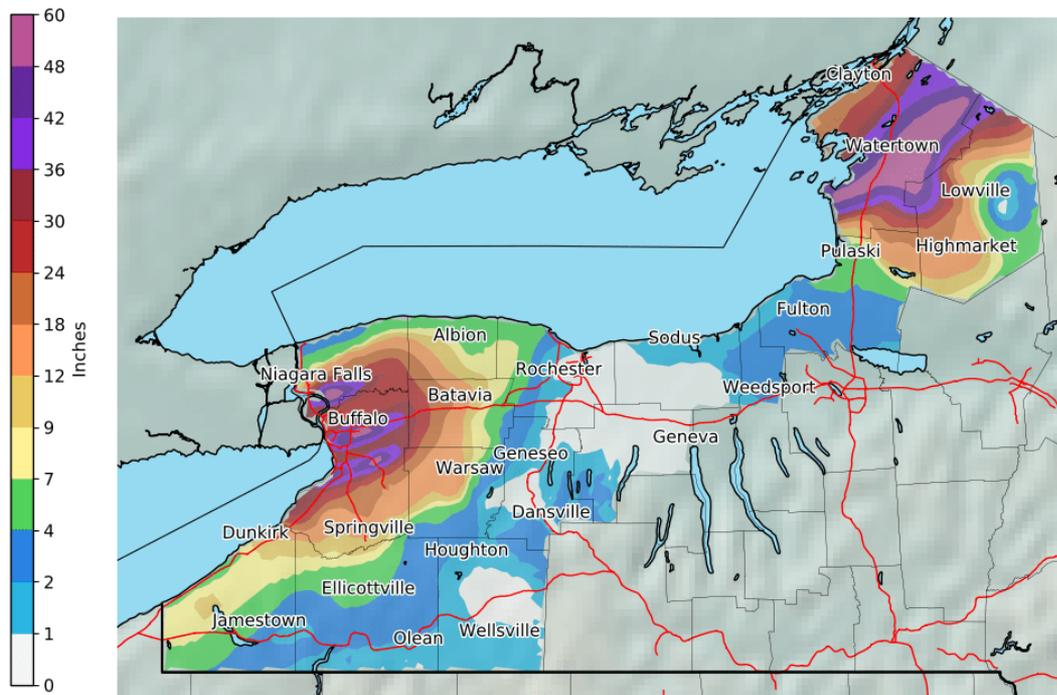 60
48
42
36
30
24
18
12
9
7
4
2
1
0
Inches
Clayton
Watertown
Lowville
Pulaski
Highmarket
Fulton
Albion
Sodus
Niagara Falls
Rochester
Weedsport
Batavia
Buffalo
Geneva
Geneseo
Warsaw
Dansville
Dunkirk
Springville
Houghton
Ellicottville
Jamestown
Wellsville
Olean